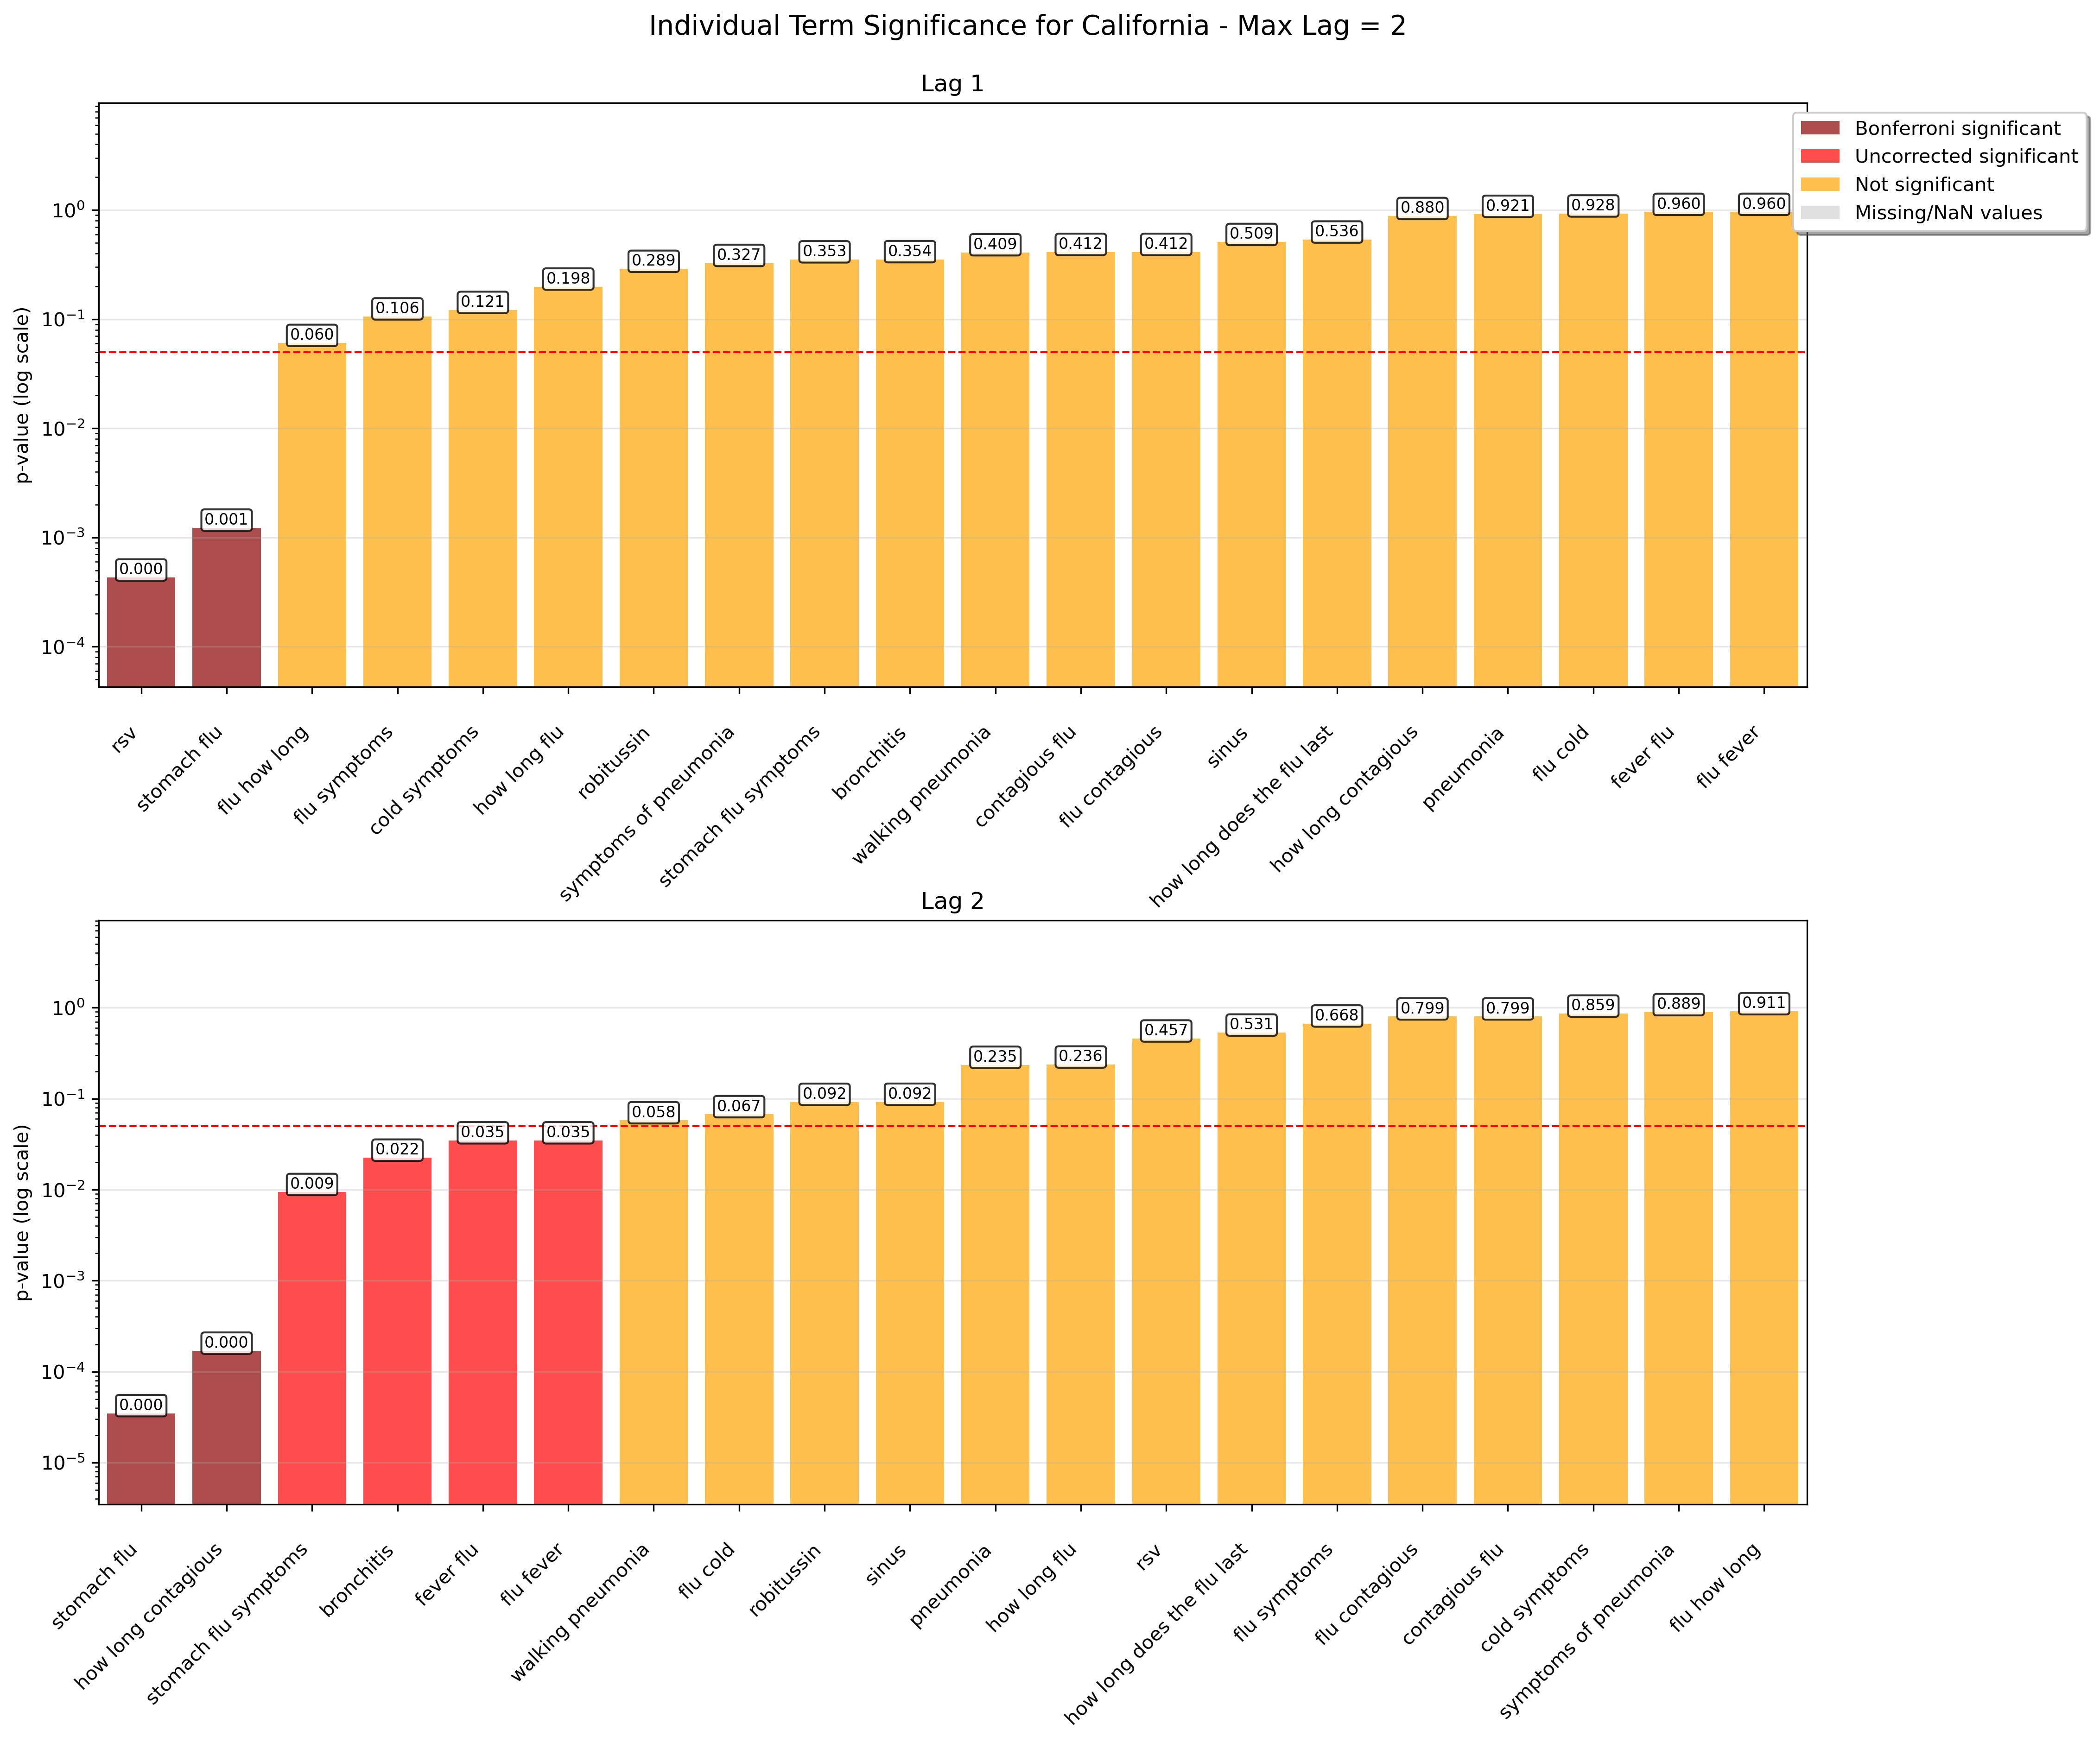 Individual Term Significance for California - Max Lag = 2
Lag 1
Bonferroni significant
Uncorrected significant
Not significant
Missing/NaN values
p-value (log scale)
10⁰
10⁻¹
10⁻²
10⁻³
10⁻⁴
0.000
0.001
0.060
0.106
0.121
0.198
0.289
0.327
0.353
0.354
0.409
0.412
0.412
0.509
0.536
0.880
0.921
0.928
0.960
0.960
rsv
stomach flu
flu how long
flu symptoms
cold symptoms
how long flu
robitussin
symptoms of pneumonia
stomach flu symptoms
bronchitis
walking pneumonia
contagious flu
flu contagious
sinus
how long does the flu last
how long contagious
pneumonia
flu cold
fever flu
flu fever
Lag 2
p-value (log scale)
10⁰
10⁻¹
10⁻²
10⁻³
10⁻⁴
10⁻⁵
0.000
0.000
0.009
0.022
0.035
0.035
0.058
0.067
0.092
0.092
0.235
0.236
0.457
0.531
0.668
0.799
0.799
0.859
0.889
0.911
stomach flu
how long contagious
stomach flu symptoms
bronchitis
fever flu
flu fever
walking pneumonia
flu cold
robitussin
sinus
pneumonia
how long flu
rsv
how long does the flu last
flu symptoms
flu contagious
contagious flu
cold symptoms
symptoms of pneumonia
flu how long